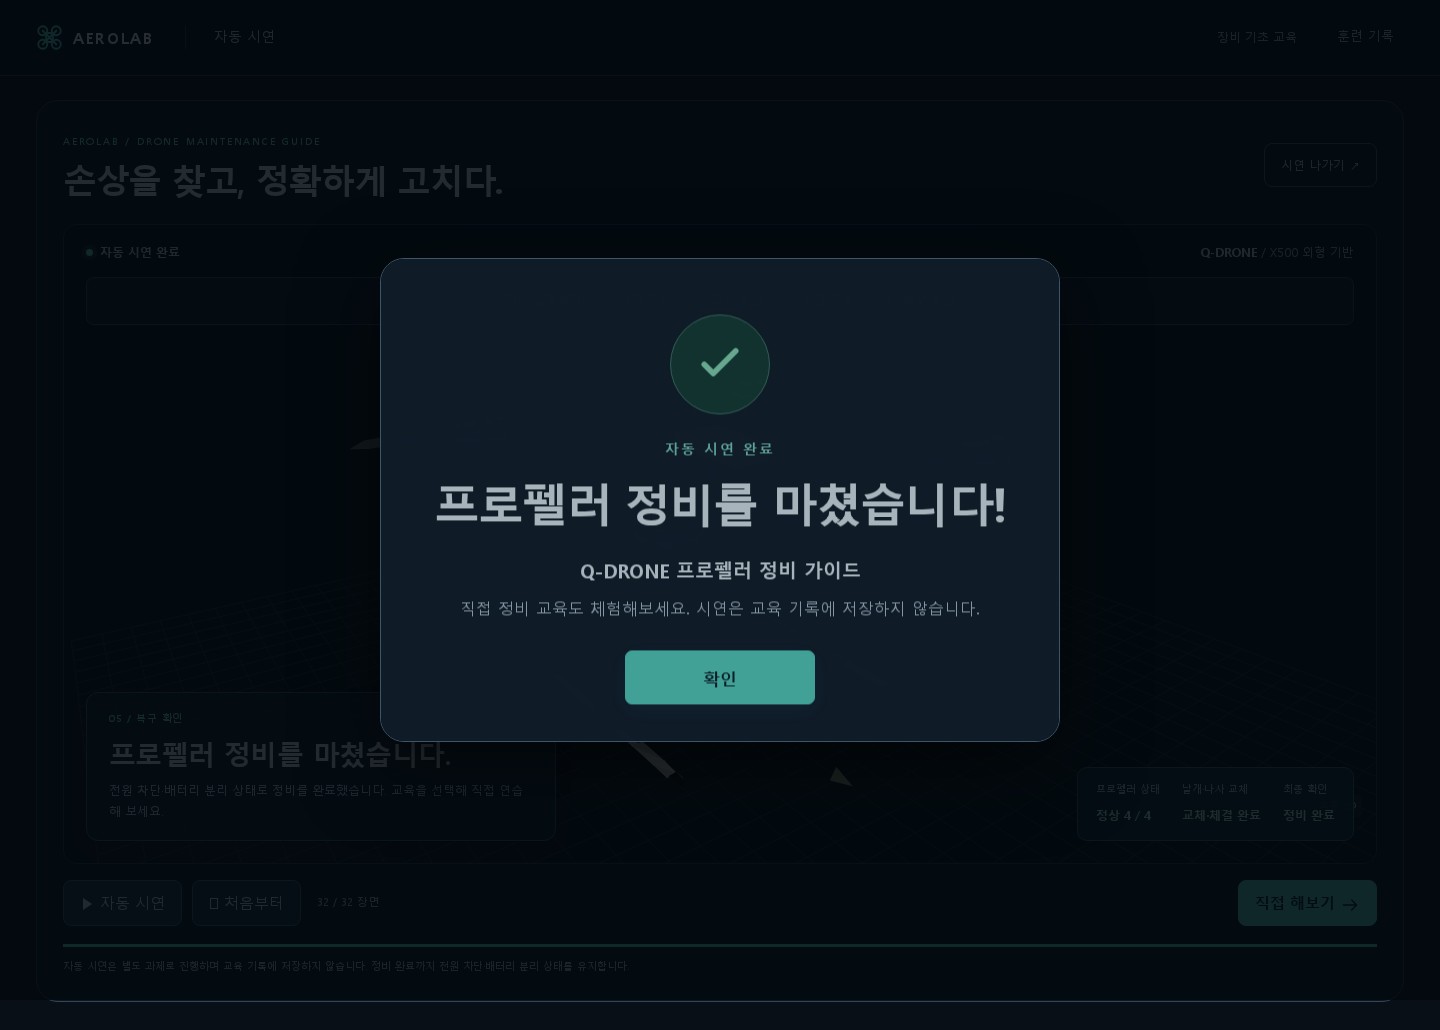 AEROLAB
자동 시연
장비 기초 교육
훈련 기록
AEROLAB / DRONE MAINTENANCE GUIDE
손상을 찾고, 정확하게 고치다.
시연 나가기 ↗
자동 시연 완료
Q-DRONE / X500 외형 기반
자동 시연 완료
프로펠러 정비를 마쳤습니다!
Q-DRONE 프로펠러 정비 가이드
직접 정비 교육도 체험해보세요. 시연은 교육 기록에 저장하지 않습니다.
확인
05 / 복구 확인
프로펠러 정비를 마쳤습니다.
전원 차단·배터리 분리 상태로 정비를 완료했습니다. 교육을 선택해 직접 연습
해 보세요.
프로펠러 상태
날개·나사 교체
최종 확인
정상 4 / 4
교체·체결 완료
정비 완료
자동 시연
처음부터
32 / 32 장면
직접 해보기 →
자동 시연은 별도 과제로 진행하며 교육 기록에 저장하지 않습니다. 정비 완료까지 전원 차단·배터리 분리 상태를 유지합니다.